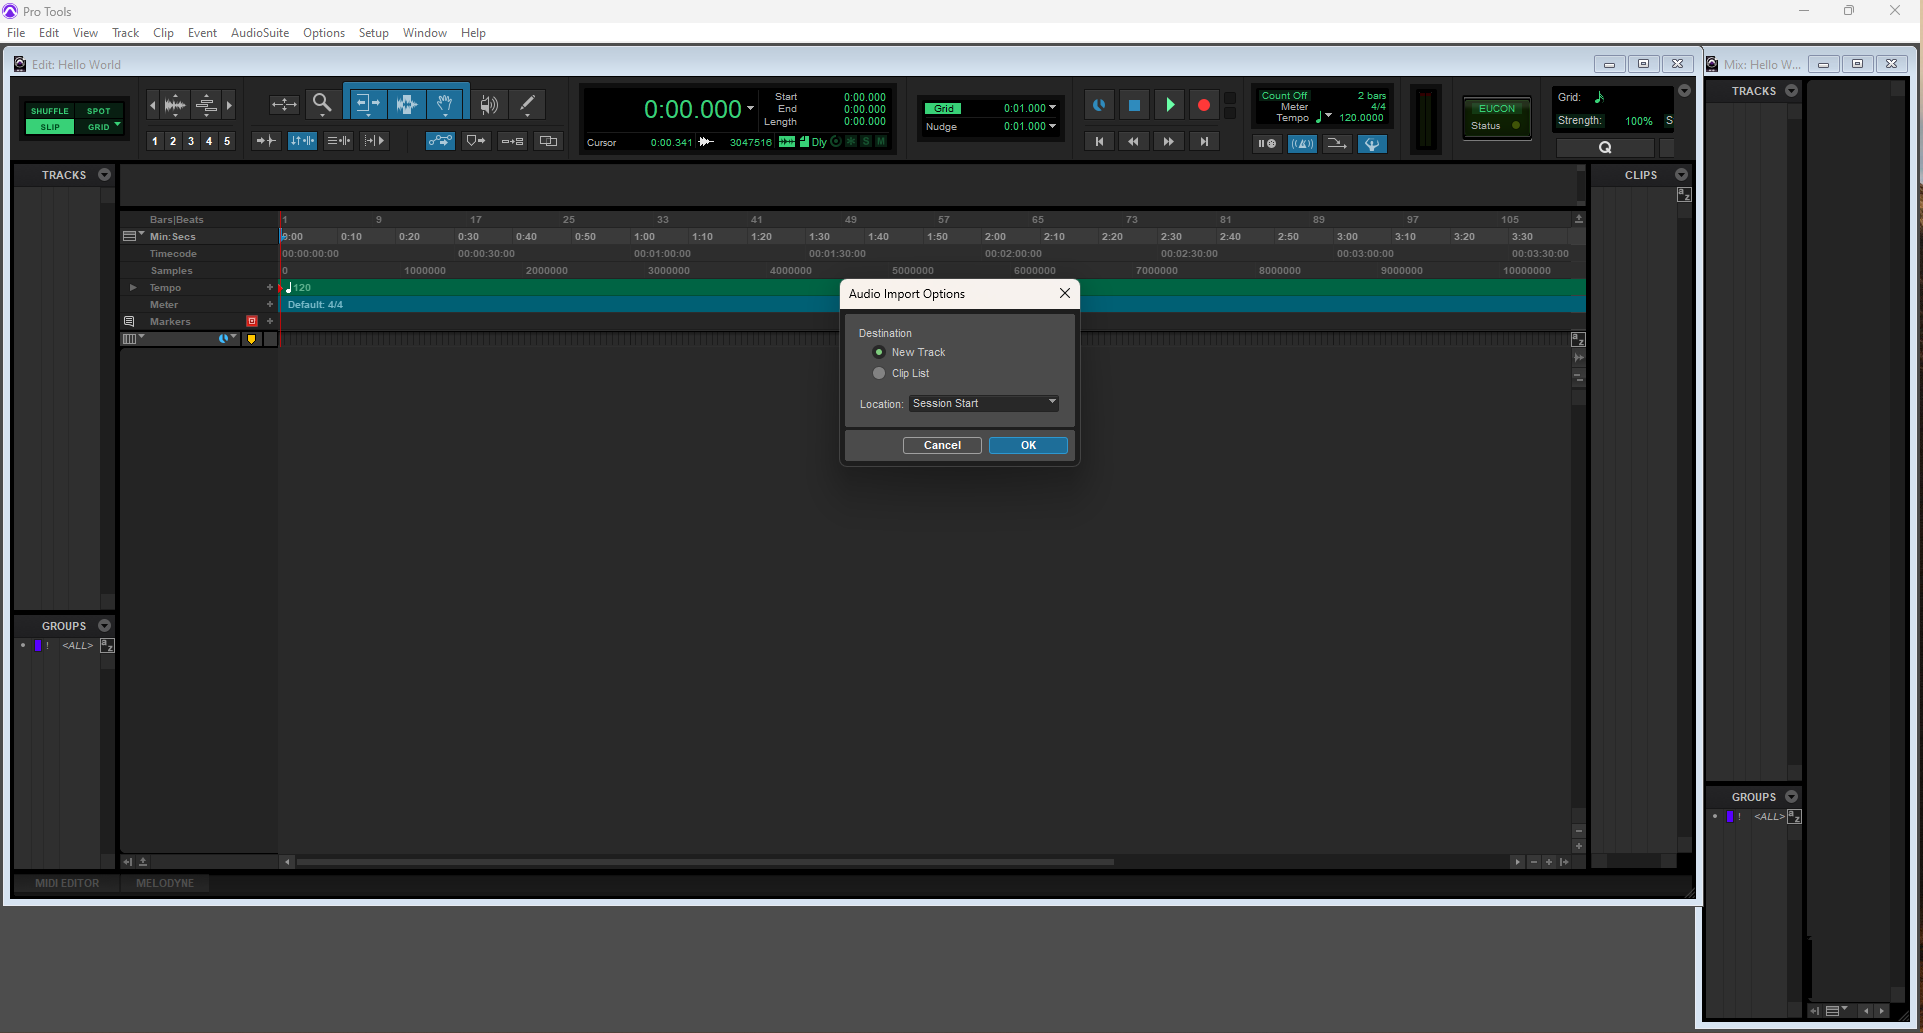 Pro Tools
File Edit View Track Clip Event AudioSuite Options Setup Window Help
Edit: Hello World
Mix: Hello W...
SHUFFLE SPOT
SLIP GRID
1 2 3 4 5
0:00.000
Start 0:00.000
End 0:00.000
Length 0:00.000
Cursor 0:00.341 3047516 Dly S M
Grid 0:01.000
Nudge 0:01.000
Count Off 2 bars
Meter 4/4
Tempo 120.0000
EUCON
Status
Grid:
Strength: 100% S
Q
TRACKS
CLIPS
TRACKS
Bars|Beats 1 9 17 25 33 41 49 57 65 73 81 89 97 105
Min:Secs 0:00 0:10 0:20 0:30 0:40 0:50 1:00 1:10 1:20 1:30 1:40 1:50 2:00 2:10 2:20 2:30 2:40 2:50 3:00 3:10 3:20 3:30
Timecode 00:00:00:00 00:00:30:00 00:01:00:00 00:01:30:00 00:02:00:00 00:02:30:00 00:03:00:00 00:03:30:00
Samples 0 1000000 2000000 3000000 4000000 5000000 6000000 7000000 8000000 9000000 10000000
Tempo + 120
Meter + Default: 4/4
Markers +
Audio Import Options
Destination
New Track
Clip List
Location: Session Start
Cancel OK
GROUPS
! <ALL> a z
GROUPS
! <ALL> a z
MIDI EDITOR MELODYNE